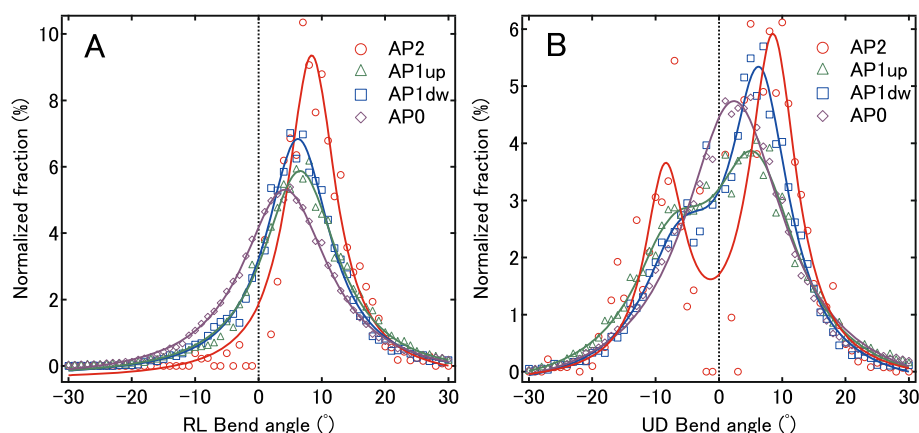 A
AP2
AP1up
AP1dw
AP0
Normalized fraction (%)
10
8
6
4
2
0
-30 -20 -10 0 10 20 30
RL Bend angle (°)
B
AP2
AP1up
AP1dw
AP0
Normalized fraction (%)
6
5
4
3
2
1
0
-30 -20 -10 0 10 20 30
UD Bend angle (°)